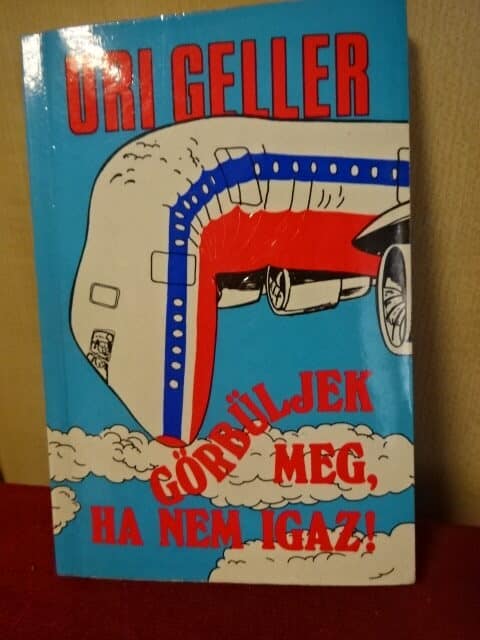 URI GELLER
GÖRBÜLJEK
MEG,
HA NEM IGAZ!